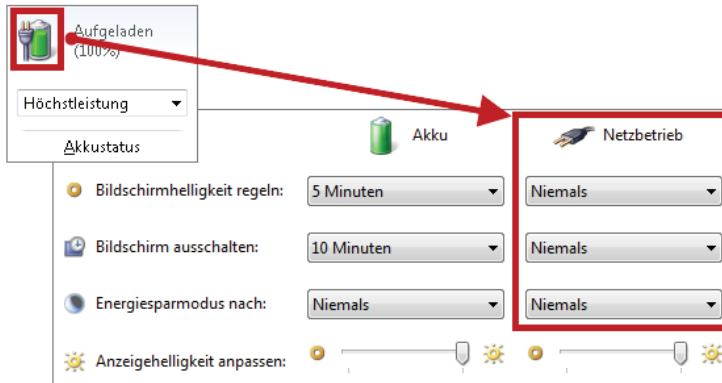 Aufgeladen
(100%)
Höchstleistung
Akkustatus
Akku
Netzbetrieb
Bildschirmhelligkeit regeln: 5 Minuten Niemals
Bildschirm ausschalten: 10 Minuten Niemals
Energiesparmodus nach: Niemals Niemals
Anzeigehelligkeit anpassen: